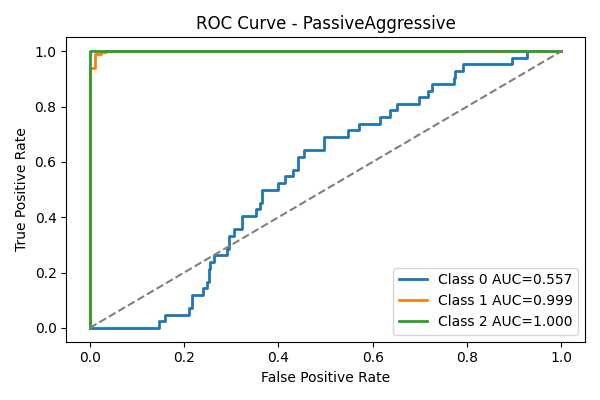 ROC Curve - PassiveAggressive
True Positive Rate
1.0
0.8
0.6
0.4
0.2
0.0
Class 0 AUC=0.557
Class 1 AUC=0.999
Class 2 AUC=1.000
0.0 0.2 0.4 0.6 0.8 1.0
False Positive Rate